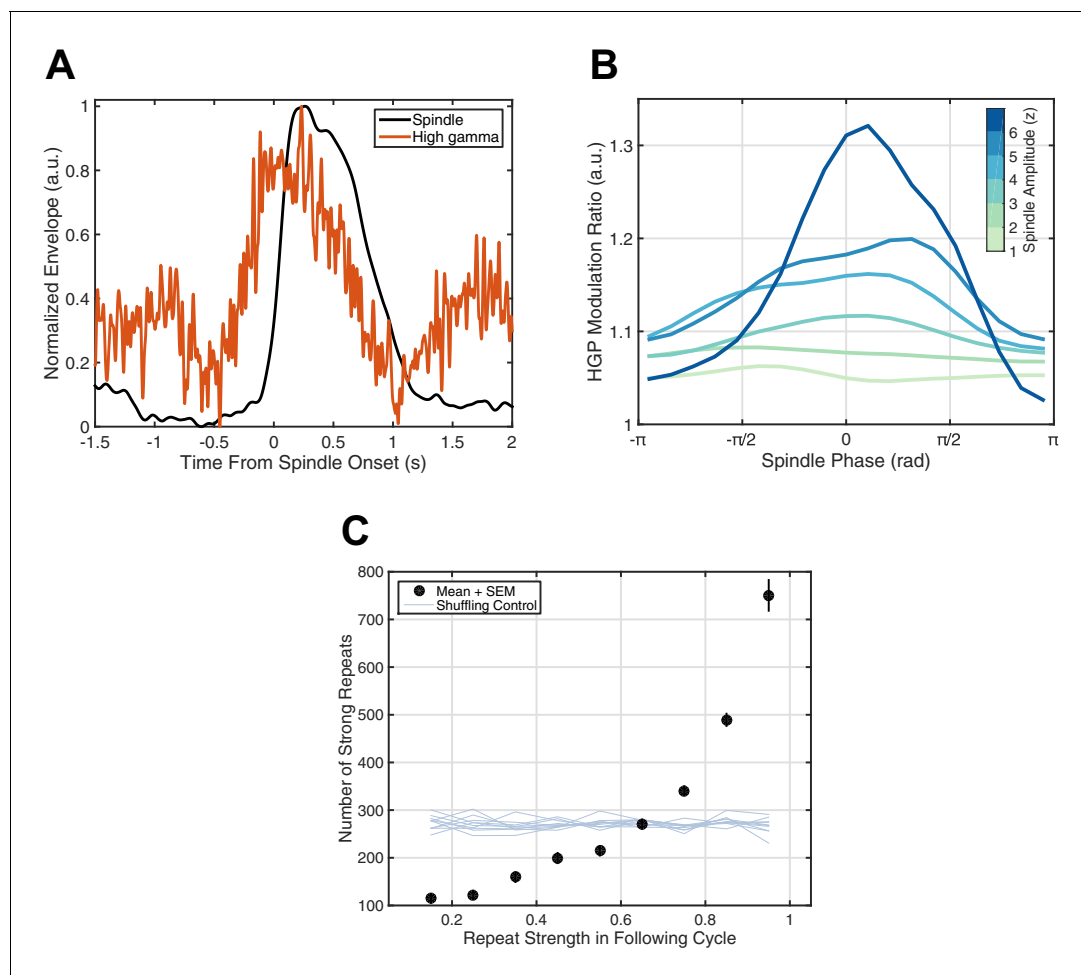 A
Normalized Envelope (a.u.)
1
0.8
0.6
0.4
0.2
0
-1.5
-1
-0.5
0
0.5
1
1.5
2
Time From Spindle Onset (s)
Spindle
High gamma
B
HGP Modulation Ratio (a.u.)
1.3
1.2
1.1
1
-π
-π/2
0
π/2
π
Spindle Phase (rad)
6
5
4
3
2
1
Spindle Amplitude (z)
C
Number of Strong Repeats
800
700
600
500
400
300
200
100
0.2
0.4
0.6
0.8
1
Repeat Strength in Following Cycle
Mean + SEM
Shuffling Control